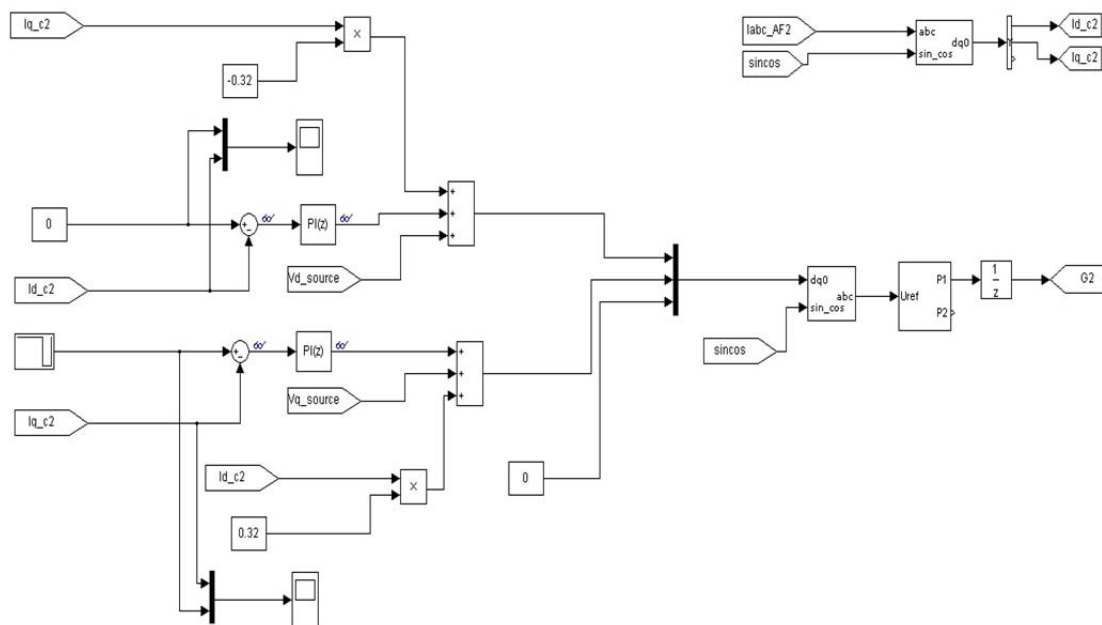 Iq_c2
X
-0.32
0
+
-
PI(z)
Id_c2
+
+
+
Vd_source
+
-
PI(z)
Iq_c2
+
+
+
Vq_source
Id_c2
X
0.32
0
dq0
sin_cos
abc
sincos
Uref
P1
P2
1
z
G2
Iabc_AF2
sincos
abc
sin_cos
dq0
Id_c2
Iq_c2